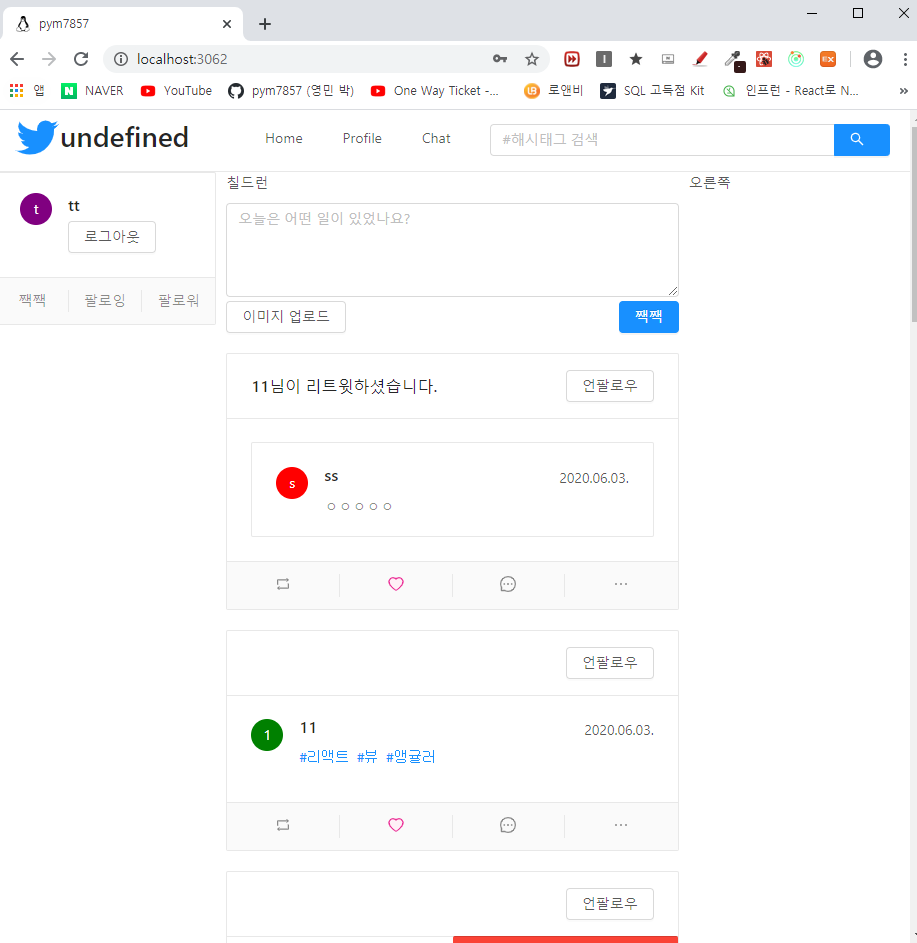 pym7857
localhost:3062
앱 NAVER YouTube pym7857 (영민 박) One Way Ticket -... 로앤비 SQL 고득점 Kit 인프런 - React로 N...
undefined Home Profile Chat #해시태그 검색
칠드런
오른쪽
t tt
로그아웃
짹짹 팔로잉 팔로워
오늘은 어떤 일이 있었나요?
이미지 업로드 짹짹
11님이 리트윗하셨습니다. 언팔로우
s ss 2020.06.03.
ㅇㅇㅇㅇㅇ
언팔로우
1 11 2020.06.03.
#리액트 #뷰 #앵귤러
언팔로우